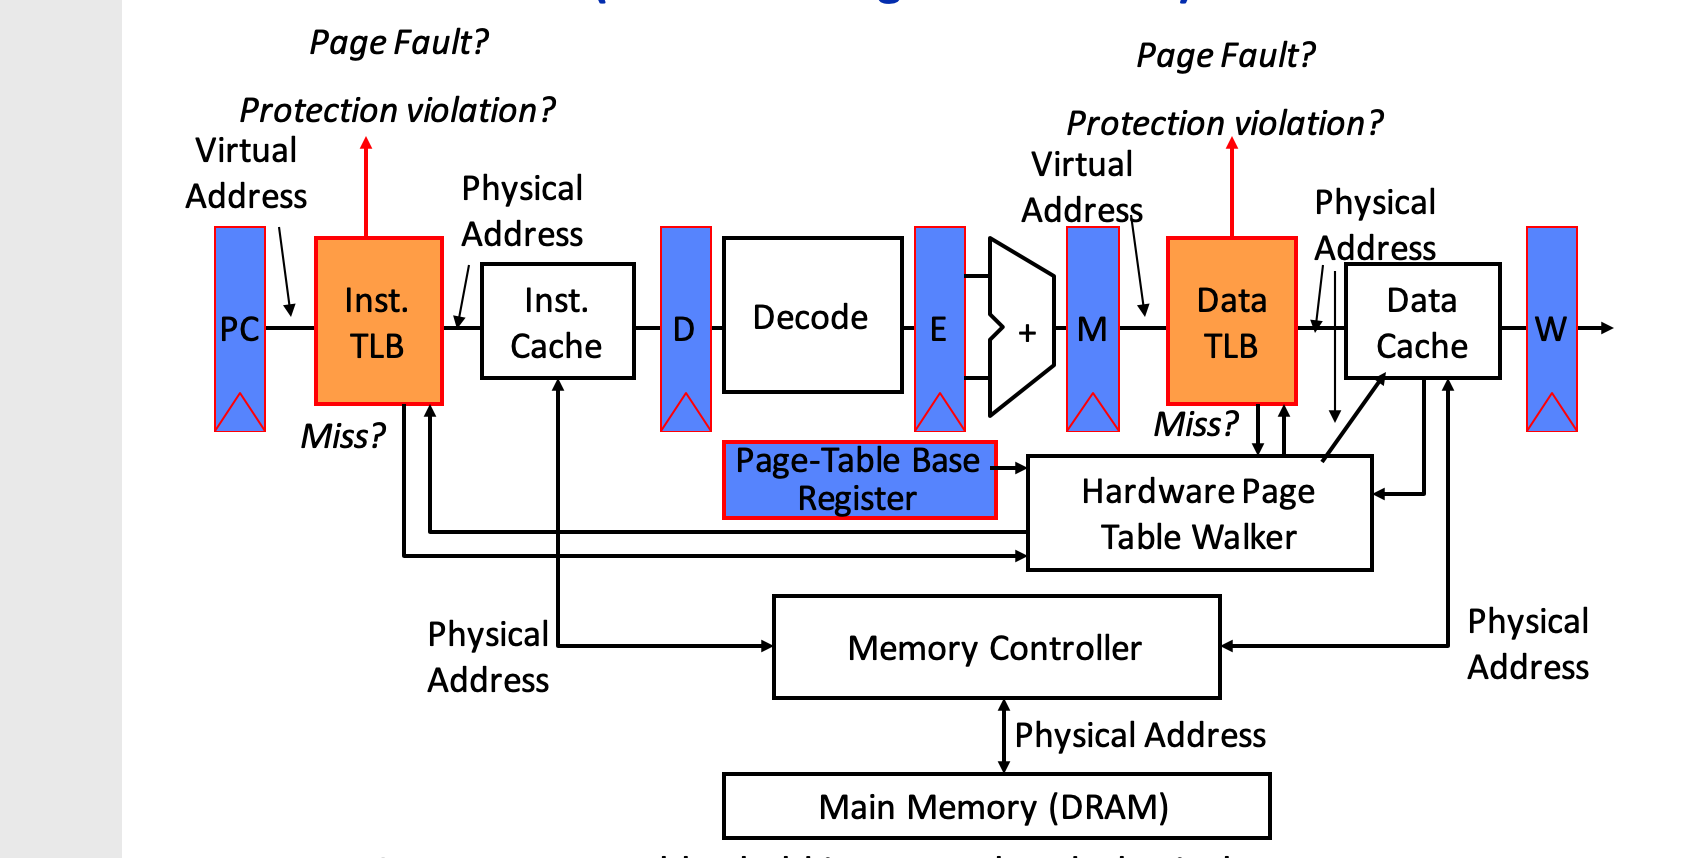 Page Fault?
Page Fault?
Protection violation?
Protection violation?
Virtual
Address
Physical
Address
Virtual
Address
Physical
Address
PC
Inst.
TLB
Inst.
Cache
D
Decode
E
+
M
Data
TLB
Data
Cache
W
Miss?
Miss?
Page-Table Base
Register
Hardware Page
Table Walker
Physical
Address
Memory Controller
Physical
Address
Physical Address
Main Memory (DRAM)